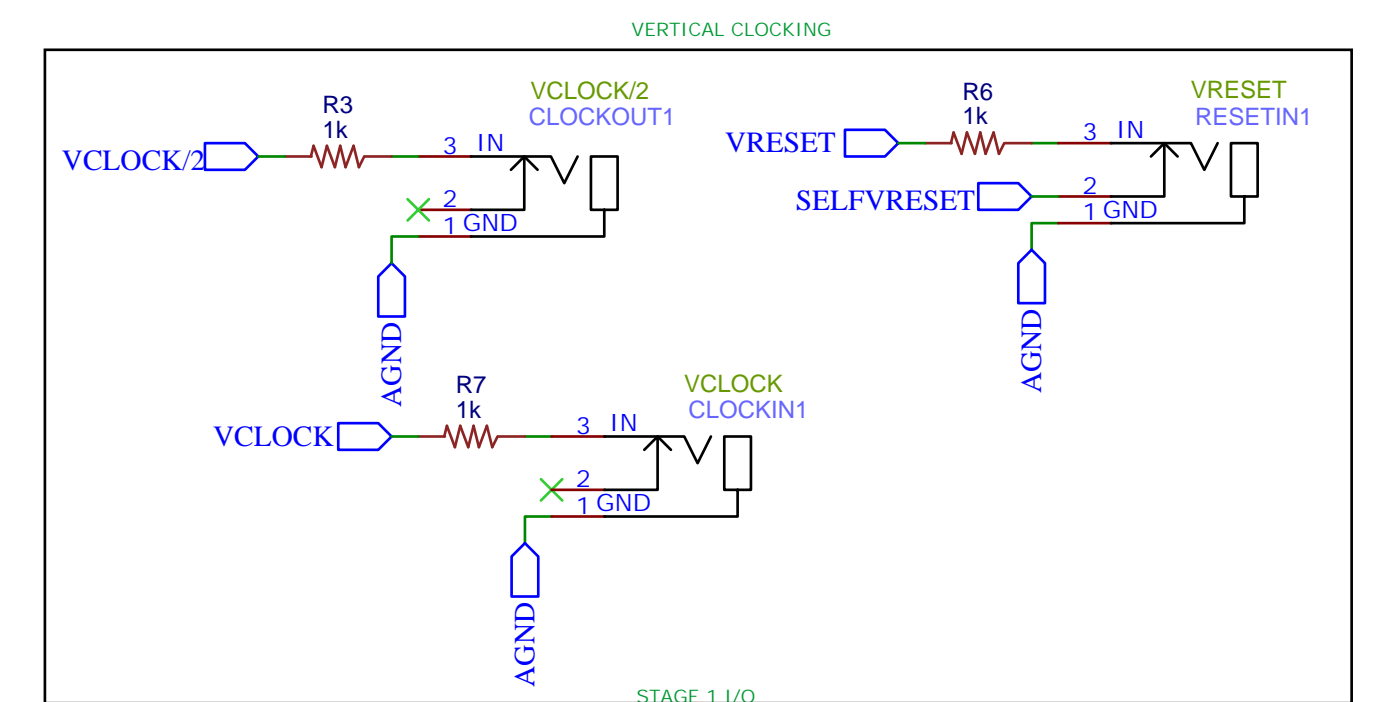 VERTICAL CLOCKING
VCLOCK/2
CLOCKOUT1
R3
1k
VCLOCK/2
3 IN
2
1 GND
AGND
VRESET
RESETIN1
R6
1k
VRESET
3 IN
SELFVRESET
2
1 GND
AGND
VCLOCK
CLOCKIN1
R7
1k
VCLOCK
3 IN
2
1 GND
AGND
STAGE 1 I/O